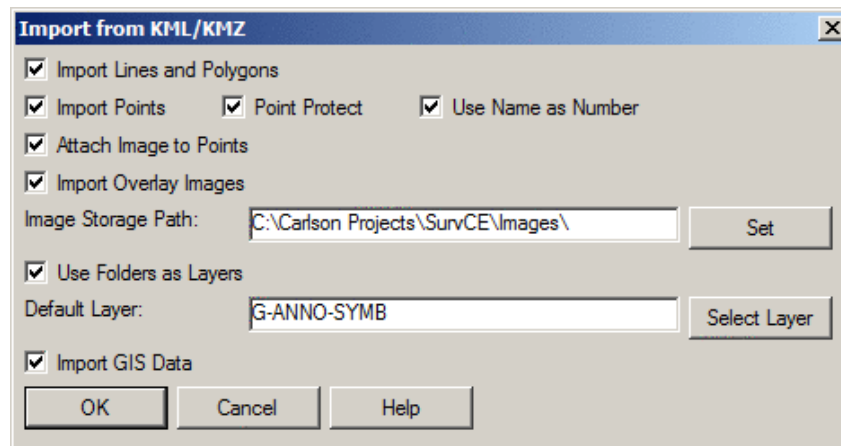 Import from KML/KMZ
Import Lines and Polygons
Import Points Point Protect Use Name as Number
Attach Image to Points
Import Overlay Images
Image Storage Path: C:\Carlson Projects\SurvCE\Images\ Set
Use Folders as Layers
Default Layer: G-ANNO-SYMB Select Layer
Import GIS Data
OK Cancel Help